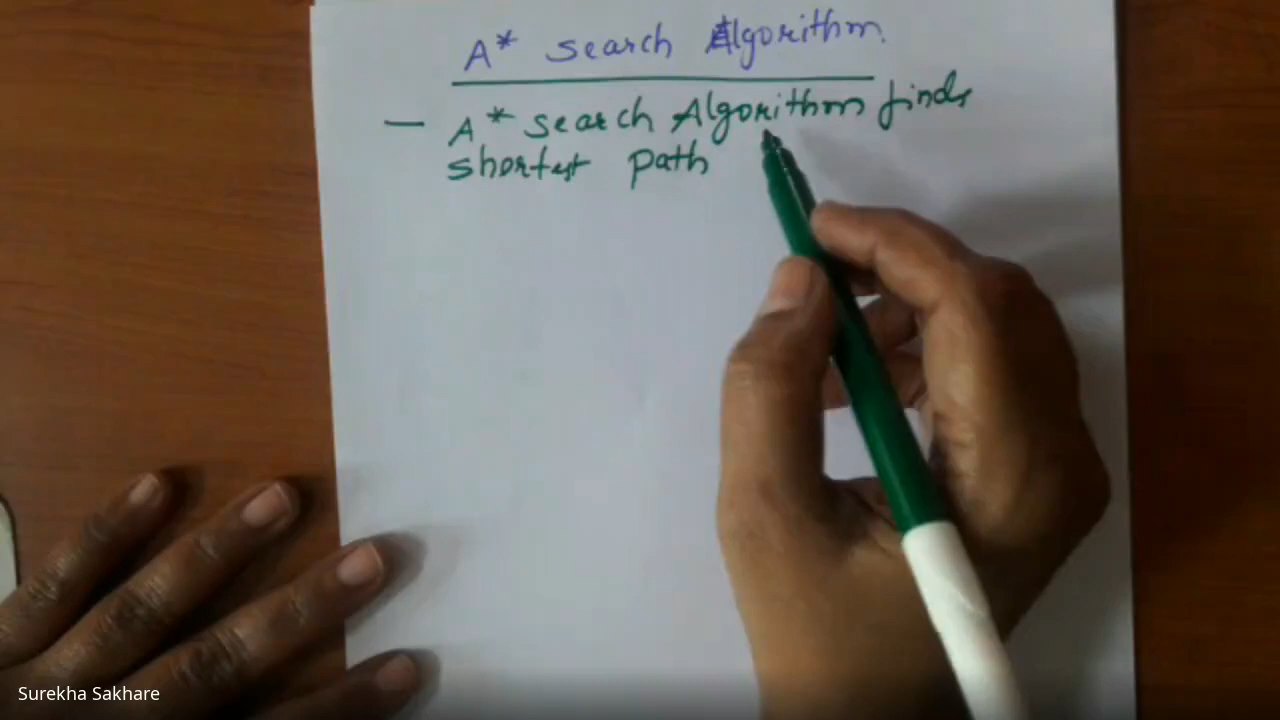 A* search Algorithm.
— A* search Algorithm finds
shortest path
Surekha Sakhare